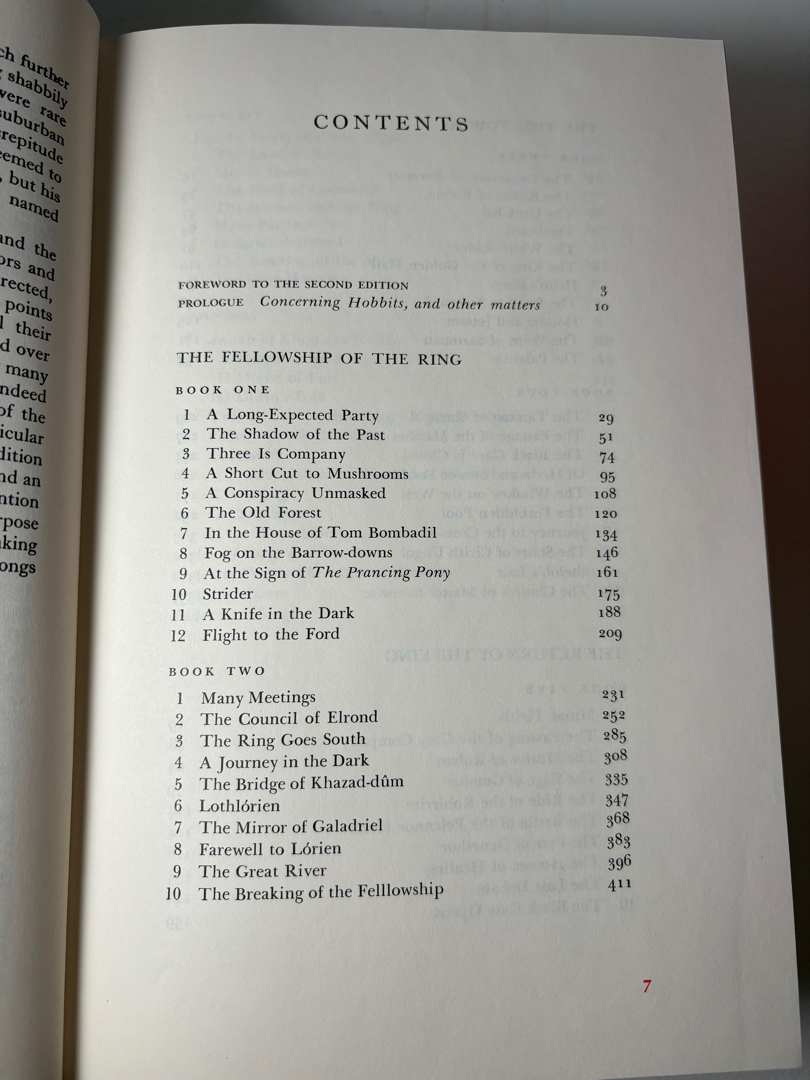 ch further
shabbily
were rare
suburban
repitude
emed to
, but his
named
and the
ors and
rected,
points
l their
d over
many
ndeed
of the
icular
lition
nd an
ntion
rpose
king
ongs
CONTENTS
FOREWORD TO THE SECOND EDITION 3
PROLOGUE Concerning Hobbits, and other matters 10
THE FELLOWSHIP OF THE RING
BOOK ONE
1 A Long-Expected Party 29
2 The Shadow of the Past 51
3 Three Is Company 74
4 A Short Cut to Mushrooms 95
5 A Conspiracy Unmasked 108
6 The Old Forest 120
7 In the House of Tom Bombadil 134
8 Fog on the Barrow-downs 146
9 At the Sign of The Prancing Pony 161
10 Strider 175
11 A Knife in the Dark 188
12 Flight to the Ford 209
BOOK TWO
1 Many Meetings 231
2 The Council of Elrond 252
3 The Ring Goes South 285
4 A Journey in the Dark 308
5 The Bridge of Khazad-dûm 335
6 Lothlórien 347
7 The Mirror of Galadriel 368
8 Farewell to Lórien 383
9 The Great River 396
10 The Breaking of the Felllowship 411
7